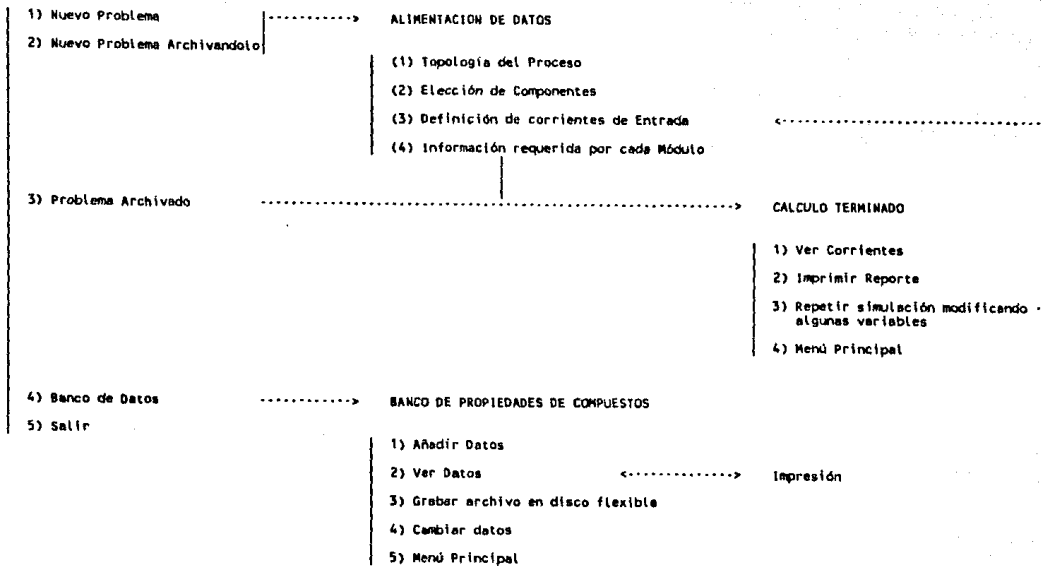 1) Nuevo Problema
ALIMENTACION DE DATOS
2) Nuevo Problema Archivandolo
(1) Topología del Proceso
(2) Elección de Componentes
(3) Definición de corrientes de Entrada
(4) Información requerida por cada Módulo
3) Problema Archivado
CALCULO TERMINADO
1) Ver Corrientes
2) Imprimir Reporte
3) Repetir simulación modificando
algunas variables
4) Menú Principal
4) Banco de Datos
BANCO DE PROPIEDADES DE COMPUESTOS
5) Salir
1) Añadir Datos
2) Ver Datos
Impresión
3) Grabar archivo en disco flexible
4) Cambiar datos
5) Menú Principal